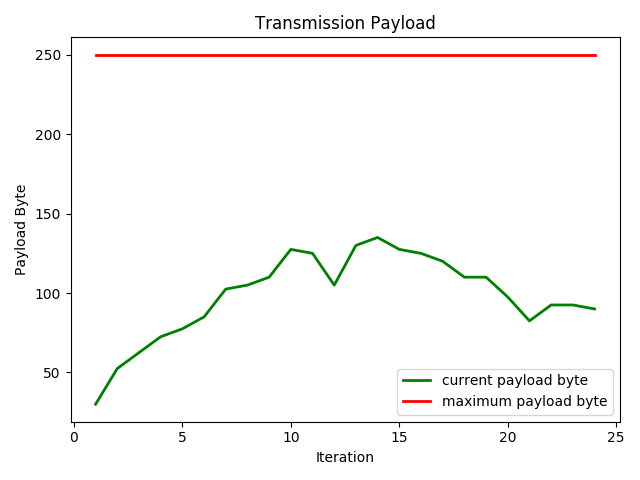 Transmission Payload
250
200
150
100
50
Payload Byte
0
5
10
15
20
25
Iteration
current payload byte
maximum payload byte